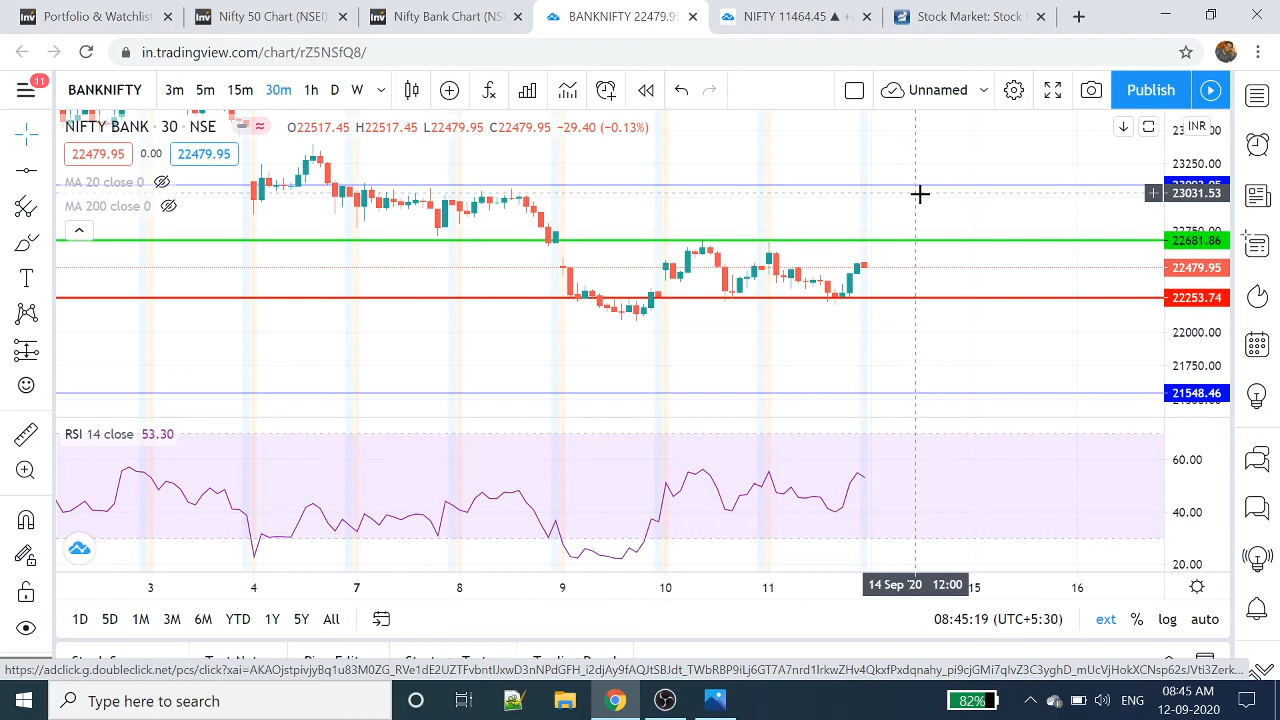 Portfolio & Watchlist
Nifty 50 Chart (NSEI)
Nifty Bank Chart (NS
BANKNIFTY 22479.95
NIFTY 11464.45 ▲
Stock Market: Stock
in.tradingview.com/chart/rZ5NSfQ8/
11
BANKNIFTY 3m 5m 15m 30m 1h D W
Unnamed
Publish
NIFTY BANK · 30 · NSE O22517.45 H22517.45 L22479.95 C22479.95 −29.40 (−0.13%)
INR
22479.95 0.00 22479.95
MA 20 close 0
MA 200 close 0
23250.00
23031.53
22681.86
22479.95
22253.74
22000.00
21750.00
21548.46
RSI 14 close 53.30
60.00
40.00
20.00
3 4 7 8 9 10 11 14 Sep '20 12:00 15 16
1D 5D 1M 3M 6M YTD 1Y 5Y All
08:45:19 (UTC+5:30) ext % log auto
Type here to search
82%
ENG
08:45 AM
12-09-2020